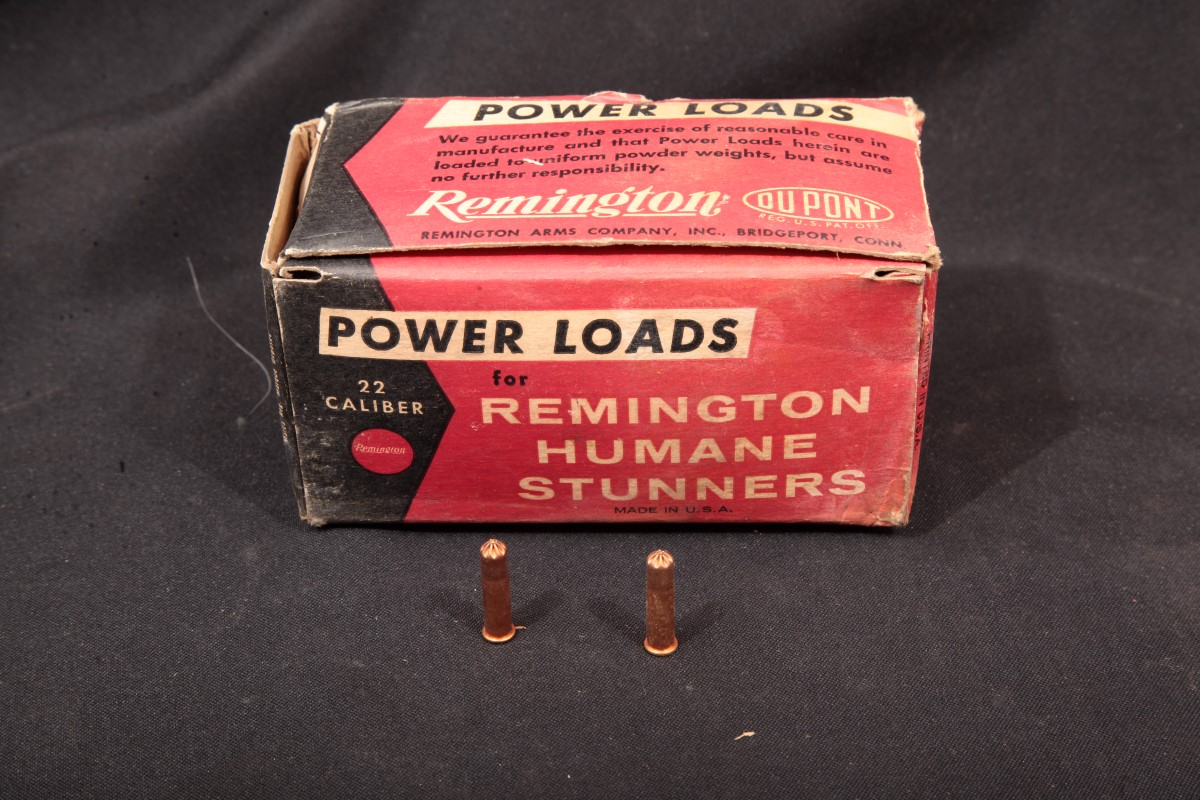 POWER LOADS
We guarantee the exercise of reasonable care in
manufacture and that Power Loads herein are
loaded to uniform powder weights, but assume
no further responsibility.
Remington
DU PONT
REG. U.S. PAT. OFF.
REMINGTON ARMS COMPANY, INC., BRIDGEPORT, CONN
POWER LOADS
22
CALIBER
Remington
for
REMINGTON
HUMANE
STUNNERS
MADE IN U.S.A.